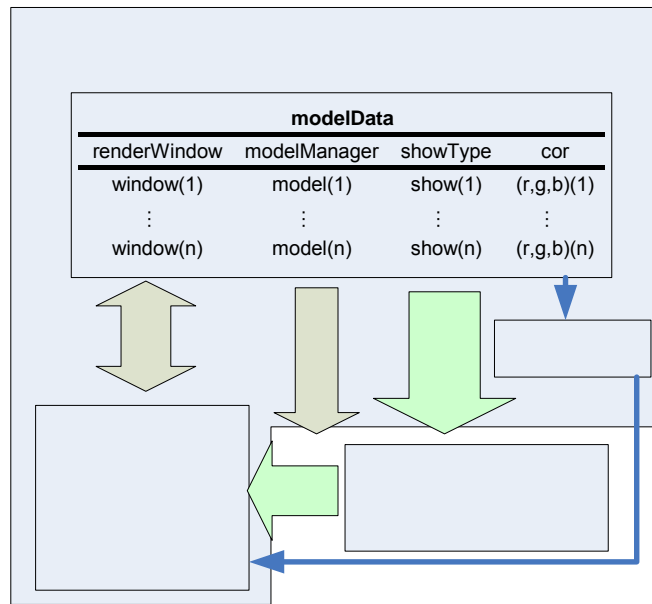 modelData
renderWindow modelManager showType cor
window(1) model(1) show(1) (r,g,b)(1)
⋮ ⋮ ⋮ ⋮
window(n) model(n) show(n) (r,g,b)(n)